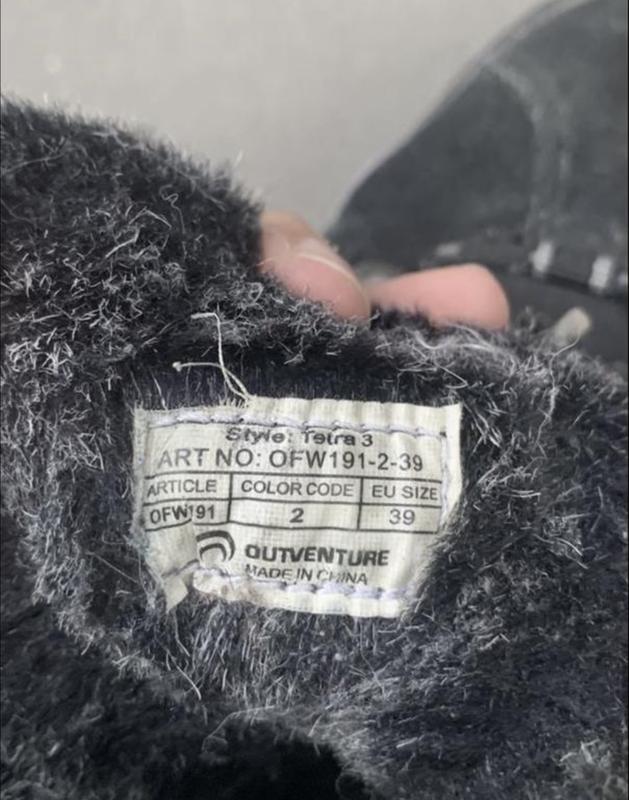 Style: Tetra 3
ART NO: OFW191-2-39
ARTICLE COLOR CODE EU SIZE
OFW191 2 39
OUTVENTURE
MADE IN CHINA